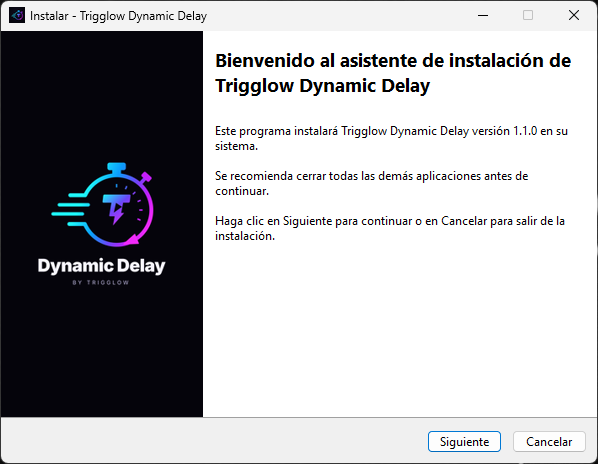 Instalar - Trigglow Dynamic Delay
Bienvenido al asistente de instalación de
Trigglow Dynamic Delay
Este programa instalará Trigglow Dynamic Delay versión 1.1.0 en su
sistema.
Se recomienda cerrar todas las demás aplicaciones antes de
continuar.
Haga clic en Siguiente para continuar o en Cancelar para salir de la
instalación.
T
Dynamic Delay
BY TRIGGLOW
Siguiente
Cancelar